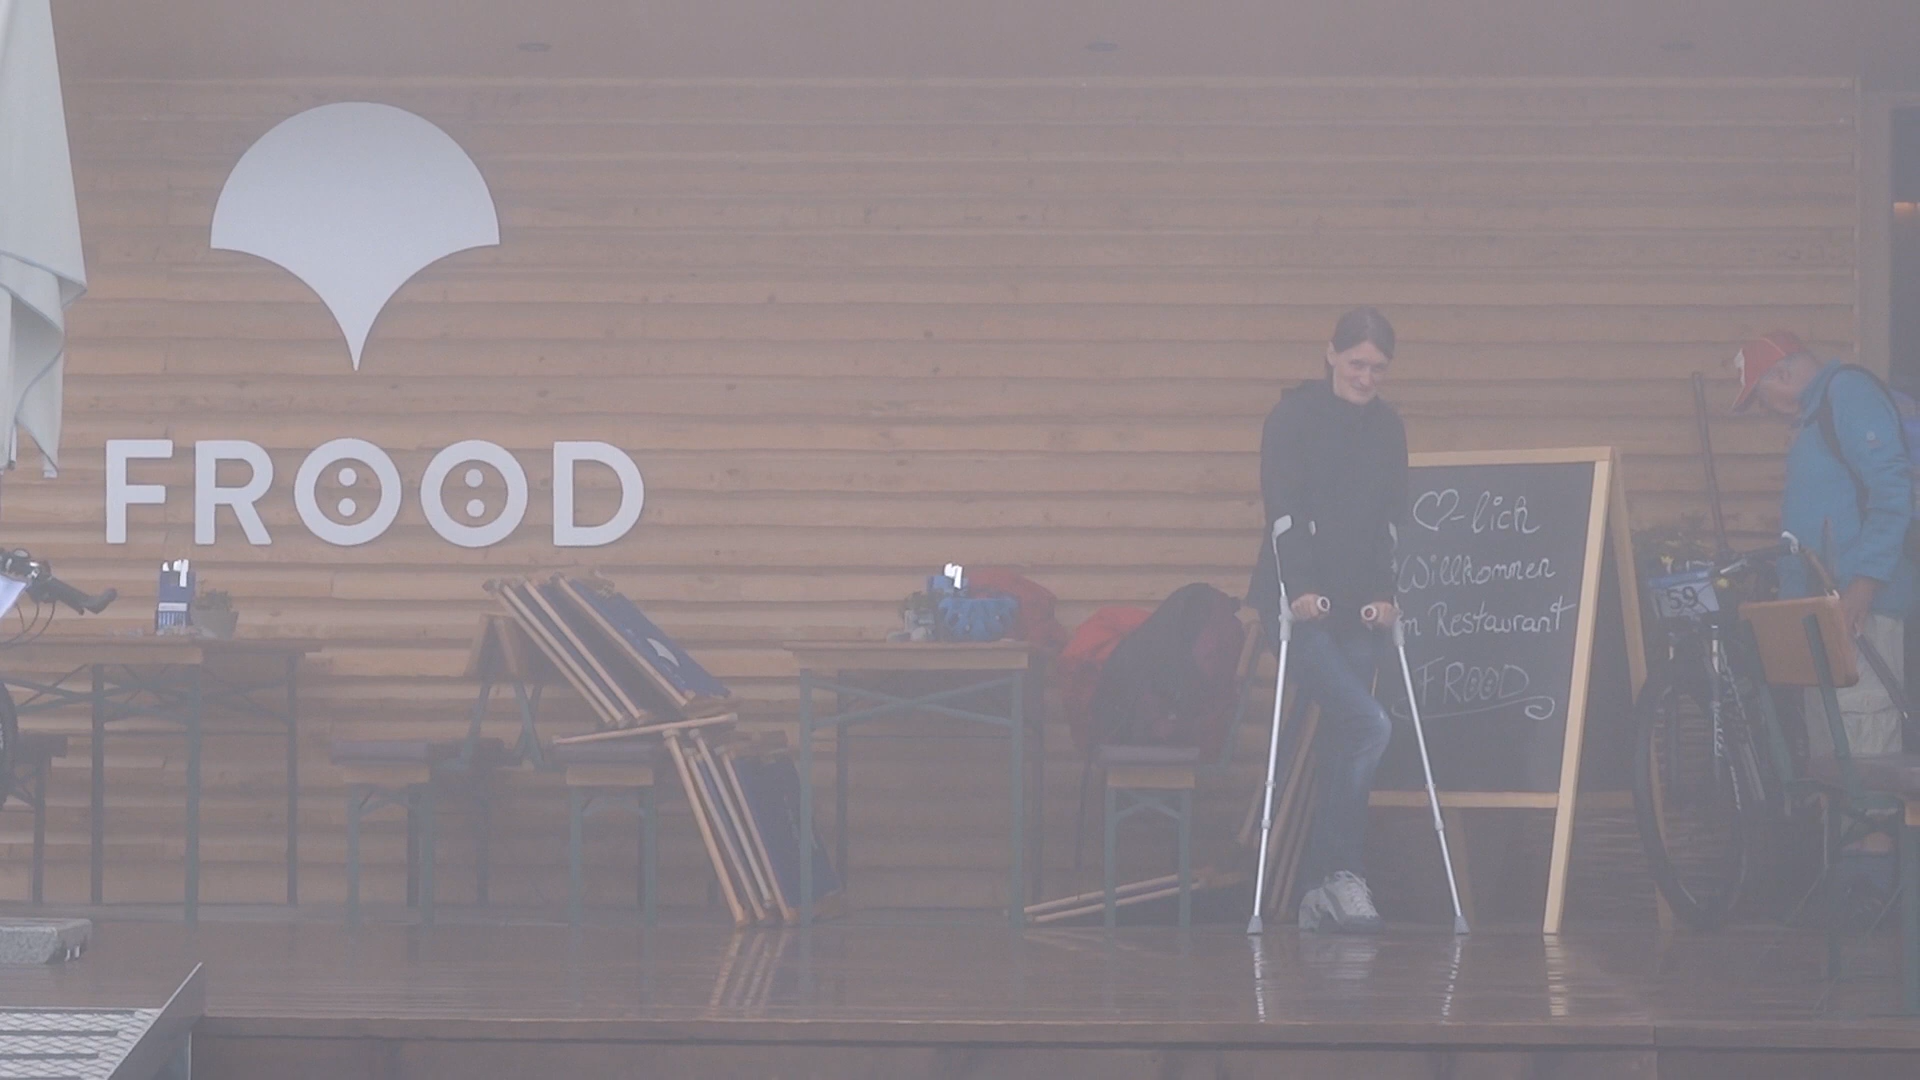 FROOD
♡-lich
Willkommen
Restaurant
FROOD
59